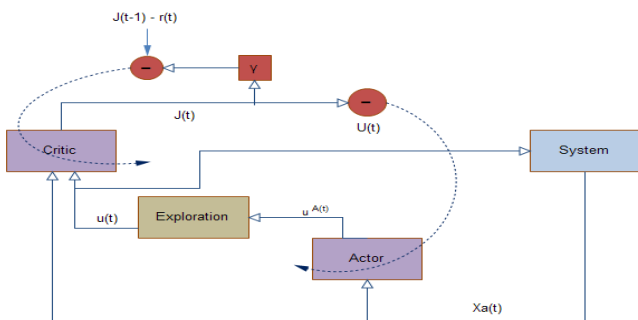 J(t-1) - r(t)
–
γ
–
J(t)
U(t)
Critic
System
u(t)
Exploration
u A(t)
Actor
Xa(t)